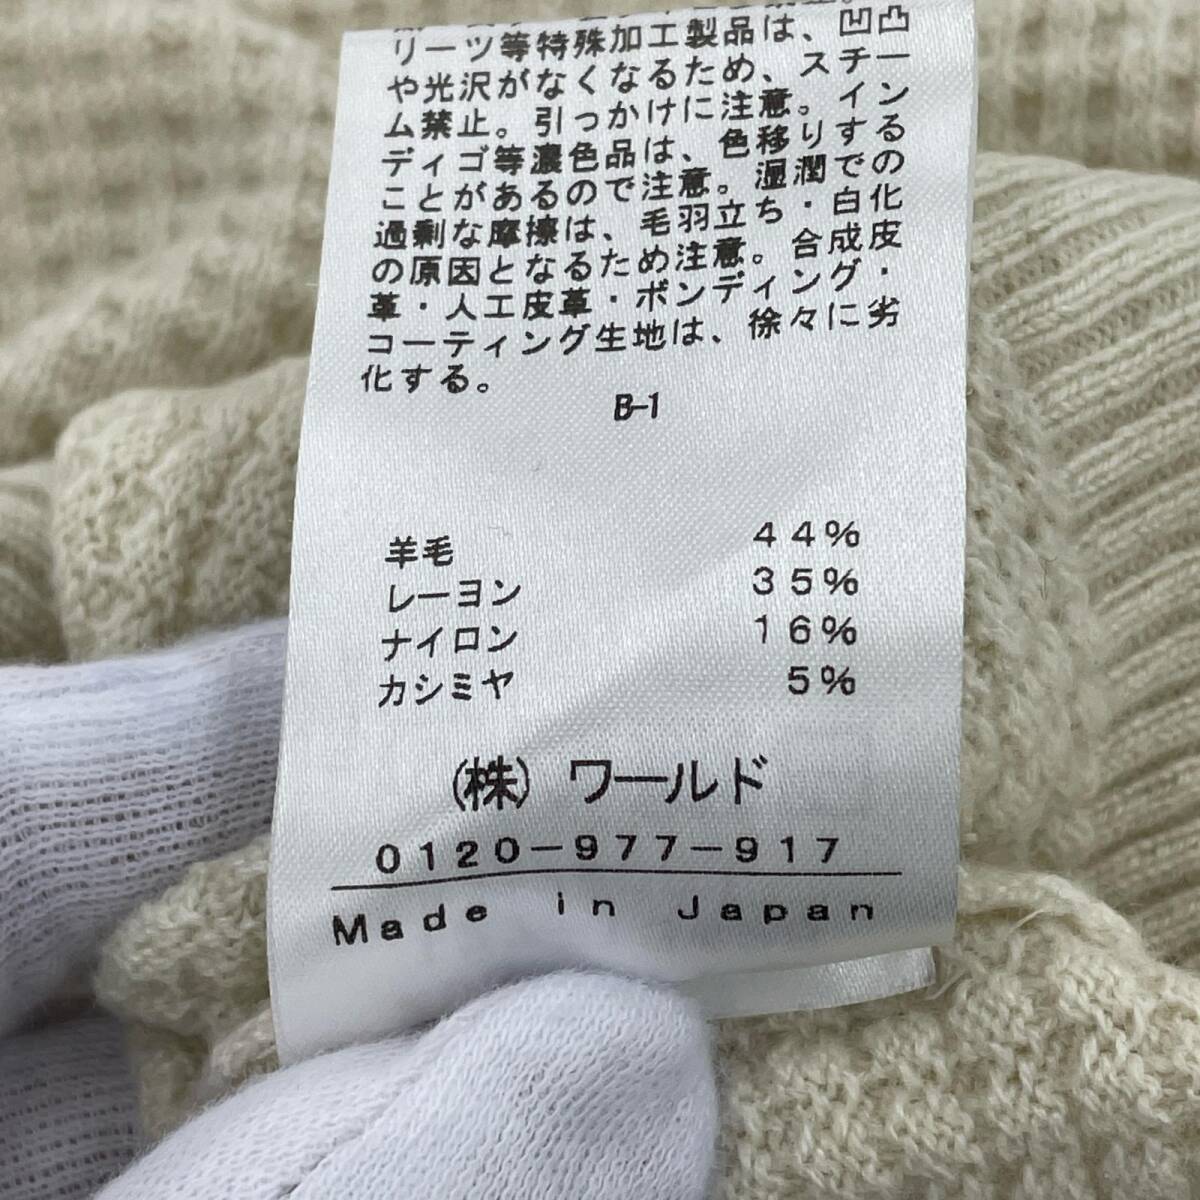 リーツ等特殊加工製品は、凹凸
や光沢がなくなるため、スチー
ム禁止。引っかけに注意。イン
ディゴ等濃色品は、色移りする
ことがあるので注意。湿潤での
過剰な摩擦は、毛羽立ち・白化
の原因となるため注意。合成皮
革・人工皮革・ボンディング・
コーティング生地は、徐々に劣
化する。
B-1
羊毛 44%
レーヨン 35%
ナイロン 16%
カシミヤ 5%
(株) ワールド
0120-977-917
Made in Japan